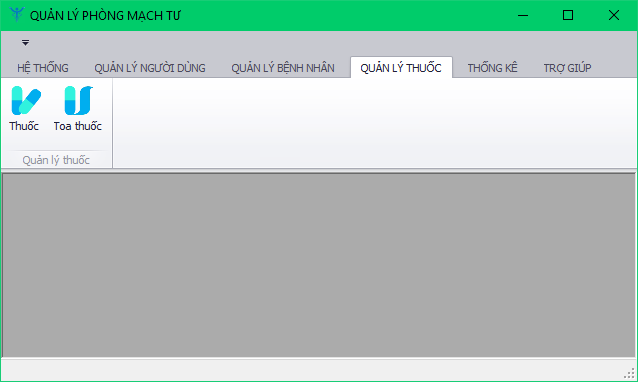 QUẢN LÝ PHÒNG MẠCH TƯ
HỆ THỐNG QUẢN LÝ NGƯỜI DÙNG QUẢN LÝ BỆNH NHÂN QUẢN LÝ THUỐC THỐNG KÊ TRỢ GIÚP
Thuốc Toa thuốc
Quản lý thuốc